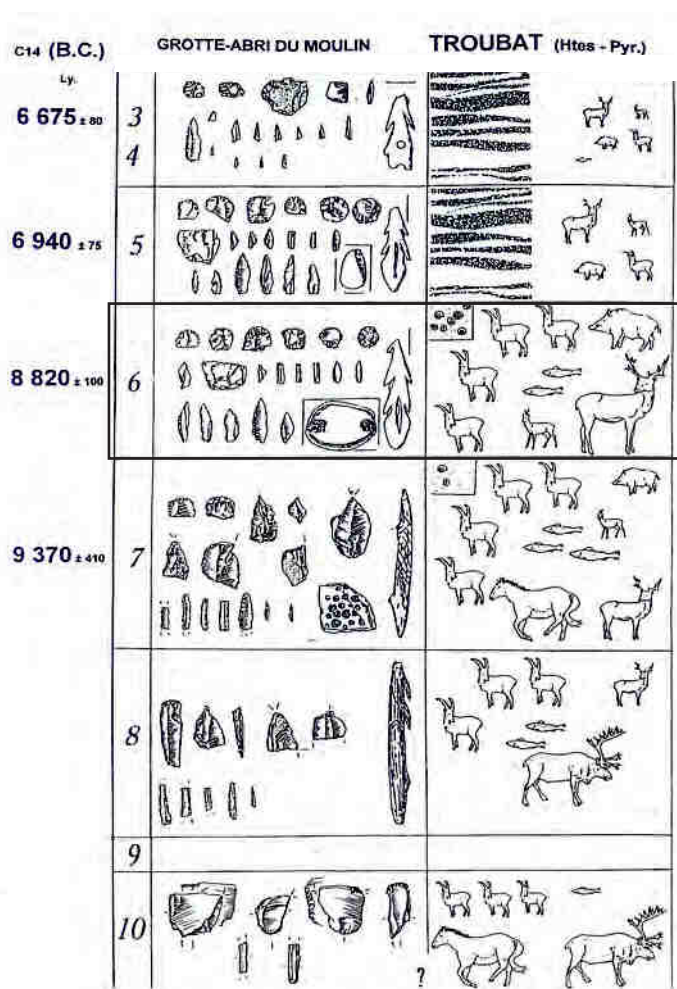 C14 (B.C.)
GROTTE-ABRI DU MOULIN
TROUBAT (Htes - Pyr.)
Ly.
6 675 ± 80
3
4
6 940 ± 75
5
8 820 ± 100
6
9 370 ± 410
7
8
9
10
?